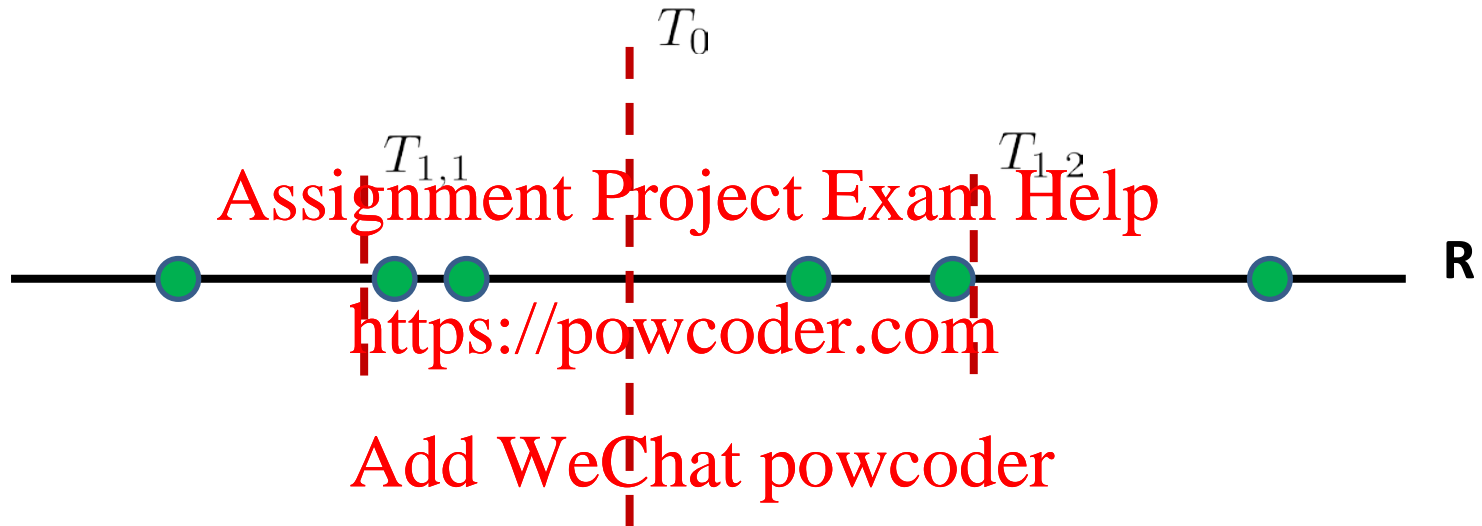 T₀
T₁,₁
T₁,₂
Assignment Project Exam Help
R
https://powcoder.com
Add WeChat powcoder